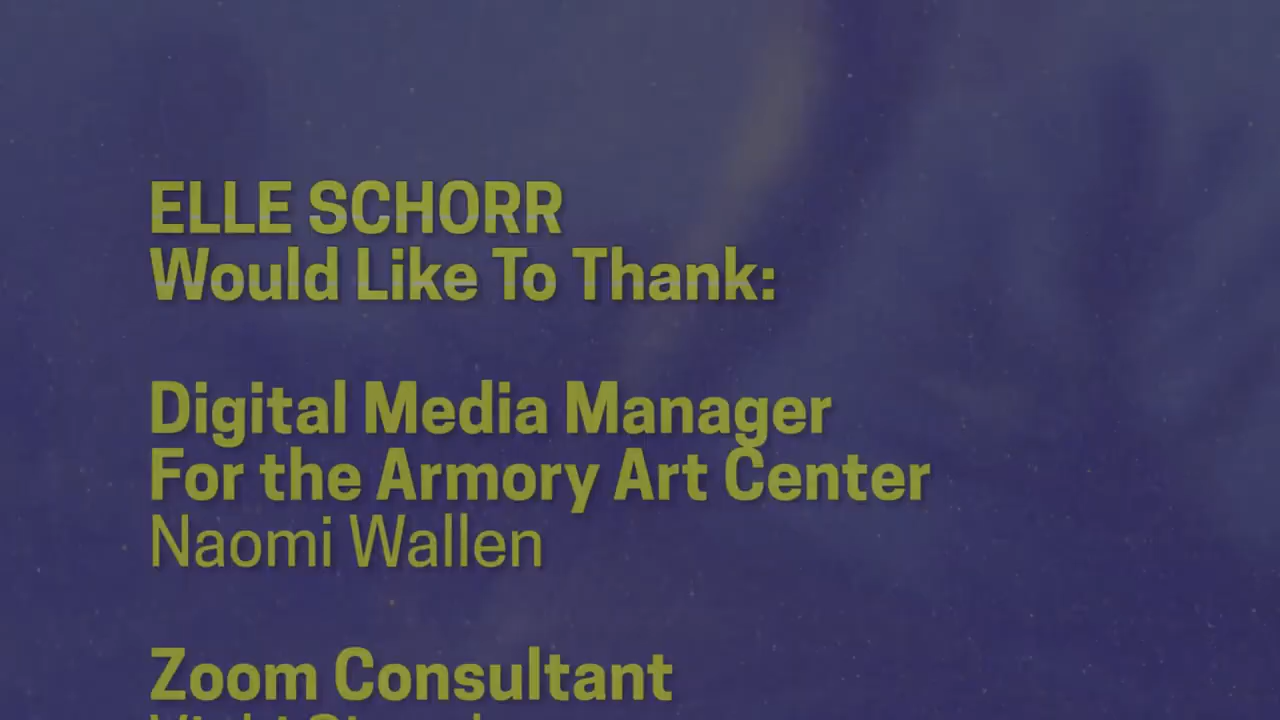 ELLE SCHORR
Would Like To Thank:
Digital Media Manager
For the Armory Art Center
Naomi Wallen
Zoom Consultant